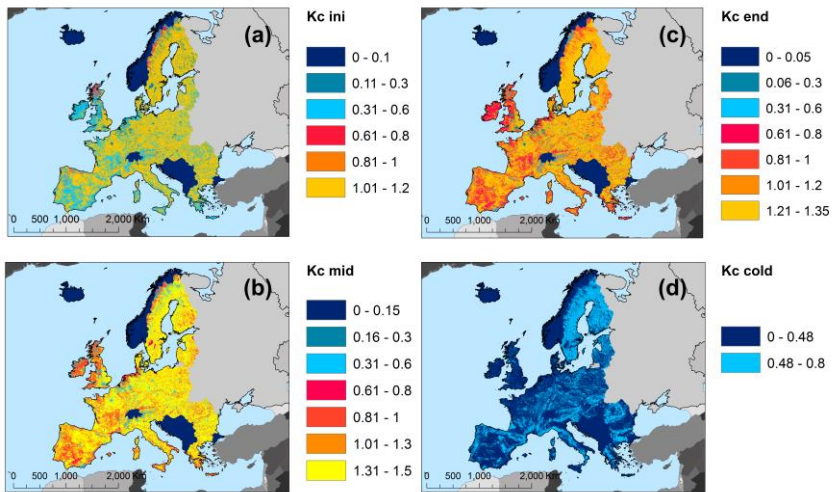 (a)
Kc ini
0 - 0.1
0.11 - 0.3
0.31 - 0.6
0.61 - 0.8
0.81 - 1
1.01 - 1.2
0 500 1,000 2,000 Km
(c)
Kc end
0 - 0.05
0.06 - 0.3
0.31 - 0.6
0.61 - 0.8
0.81 - 1
1.01 - 1.2
1.21 - 1.35
0 500 1,000 2,000 Km
(b)
Kc mid
0 - 0.15
0.16 - 0.3
0.31 - 0.6
0.61 - 0.8
0.81 - 1
1.01 - 1.3
1.31 - 1.5
0 500 1,000 2,000 Km
(d)
Kc cold
0 - 0.48
0.48 - 0.8
0 500 1,000 2,000 Km